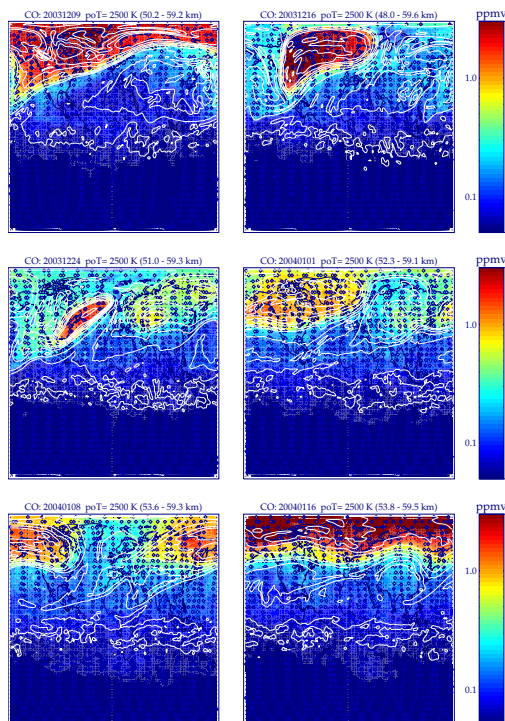 CO: 20031209 poT= 2500 K (50.2 - 59.2 km)
CO: 20031216 poT= 2500 K (48.0 - 59.6 km)
ppmv
1.0
0.1
CO: 20031224 poT= 2500 K (51.0 - 59.3 km)
CO: 20040101 poT= 2500 K (52.3 - 59.1 km)
ppmv
1.0
0.1
CO: 20040108 poT= 2500 K (53.6 - 59.3 km)
CO: 20040116 poT= 2500 K (53.8 - 59.5 km)
ppmv
1.0
0.1